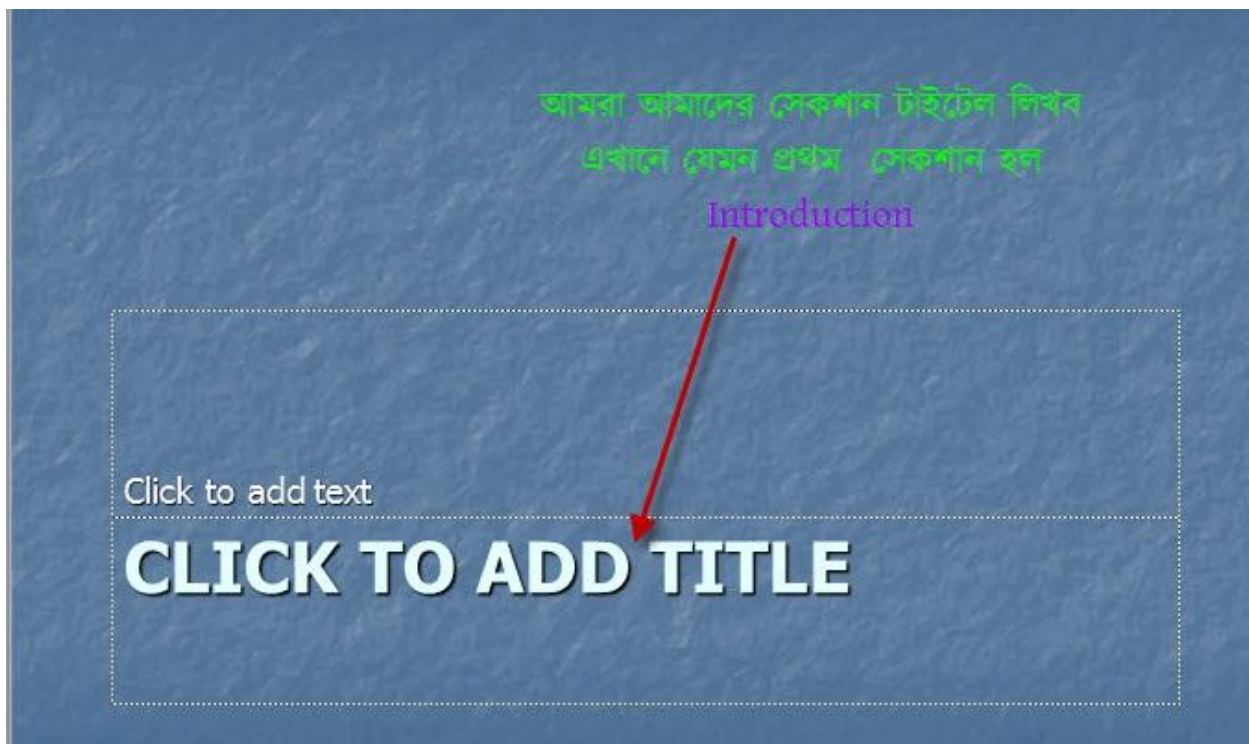 আমরা আমাদের সেকশান টাইটেল লিখব
এখানে যেমন প্রথম সেকশান হল
Introduction
Click to add text
CLICK TO ADD TITLE